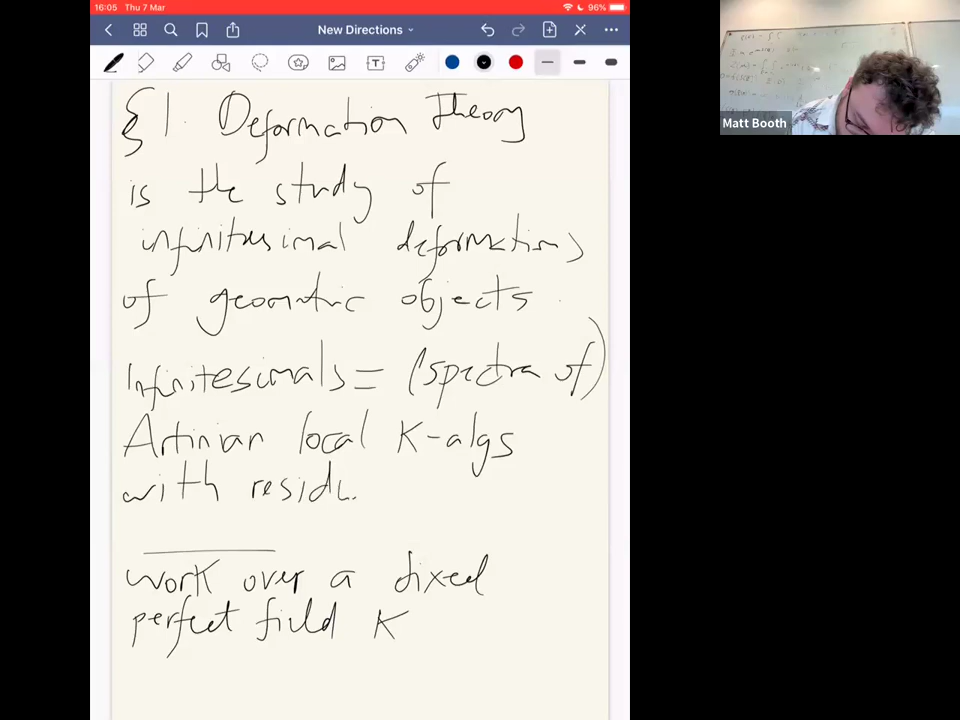 16:05 Thu 7 Mar
96%
New Directions
§1. Deformation Theory
is the study of
infinitesimal deformations
of geometric objects
Infinitesimals = (spectra of)
Artinian local K-algs
with residu
work over a fixed
perfect field K
Matt Booth